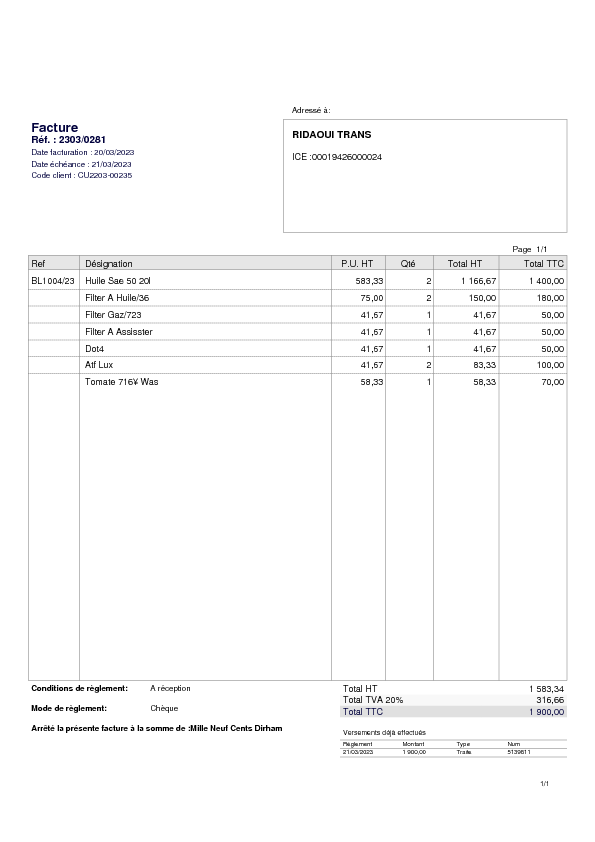 Adressé à:
Facture
Réf. : 2303/0281
Date facturation : 20/03/2023
Date échéance : 21/03/2023
Code client : CU2203-00235
RIDAOUI TRANS
ICE :00019426000024
Page 1/1
Ref Désignation P.U. HT Qté Total HT Total TTC
BL1004/23 Huile Sae 50 20l 583,33 2 1 166,67 1 400,00
Filter A Huile/36 75,00 2 150,00 180,00
Filter Gaz/723 41,67 1 41,67 50,00
Filter A Assisster 41,67 1 41,67 50,00
Dot4 41,67 1 41,67 50,00
Atf Lux 41,67 2 83,33 100,00
Tomate 716¥ Was 58,33 1 58,33 70,00
Conditions de règlement: A réception
Mode de règlement: Chèque
Arrêté la présente facture à la somme de :Mille Neuf Cents Dirham
Total HT 1 583,34
Total TVA 20% 316,66
Total TTC 1 900,00
Versements déjà effectués
Règlement Montant Type Num
21/03/2023 1 900,00 Traite 5139811
1/1